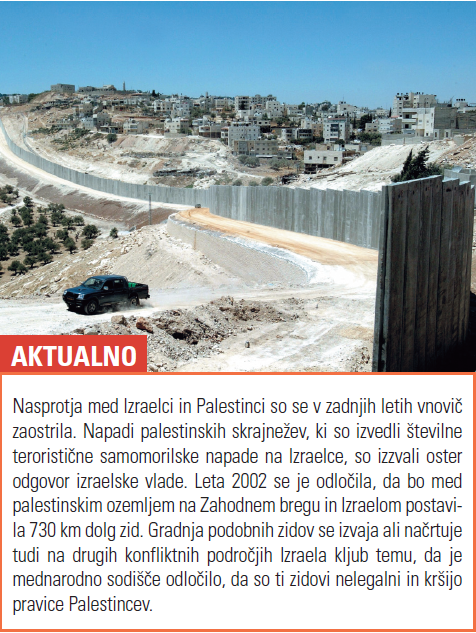 AKTUALNO
Nasprotja med Izraelci in Palestinci so se v zadnjih letih vnovič
zaostrila. Napadi palestinskih skrajnežev, ki so izvedli številne
teroristične samomorilske napade na Izraelce, so izzvali oster
odgovor izraelske vlade. Leta 2002 se je odločila, da bo med
palestinskim ozemljem na Zahodnem bregu in Izraelom postavi-
la 730 km dolg zid. Gradnja podobnih zidov se izvaja ali načrtuje
tudi na drugih konfliktnih področjih Izraela kljub temu, da je
mednarodno sodišče odločilo, da so ti zidovi nelegalni in kršijo
pravice Palestincev.